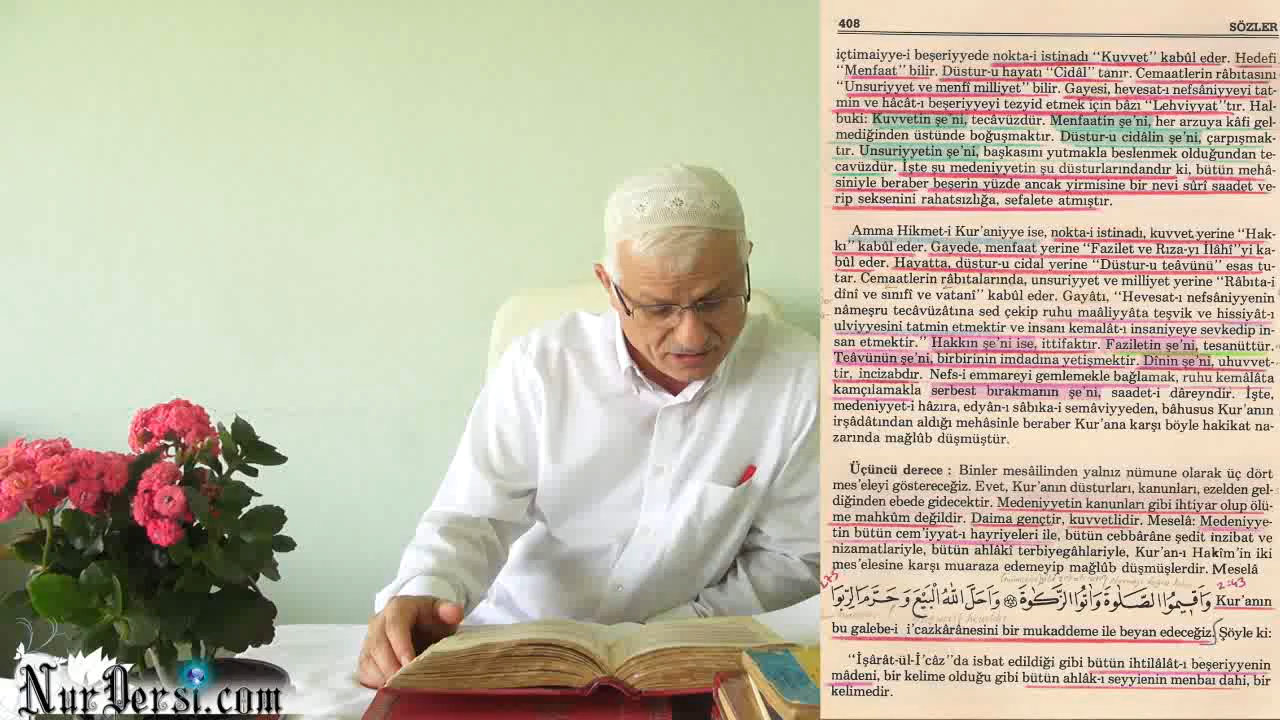 408 SÖZLER
içtimaiyye-i beşeriyyede nokta-i istinadı “Kuvvet” kabûl eder. Hedefi
“Menfaat” bilir. Düstur-u hayatı “Cidâl” tanır. Cemaatlerin râbıtasını
“Unsuriyyet ve menfî milliyet” bilir. Gayesi, hevesat-ı nefsâniyyeyi tat-
min ve hâcât-ı beşeriyyeyi tezyid etmek için bâzı “Lehviyyat”tır. Hal-
buki: Kuvvetin şe’ni, tecâvüzdür. Menfaatin şe’ni, her arzuya kâfi gel-
mediğinden üstünde boğuşmaktır. Düstur-u cidâlin şe’ni, çarpışmak-
tır. Unsuriyyetin şe’ni, başkasını yutmakla beslenmek olduğundan te-
cavüzdür. İşte şu medeniyyetin şu düsturlarındandır ki, bütün mehâ-
siniyle beraber beşerin yüzde ancak yirmisine bir nevi sûrî saadet ve-
rip seksenini rahatsızlığa, sefalete atmıştır.
Amma Hikmet-i Kur’aniyye ise, nokta-i istinadı, kuvvet yerine “Hak-
kı” kabûl eder. Gayede, menfaat yerine “Fazilet ve Rıza-yı İlâhî”yi ka-
bûl eder. Hayatta, düstur-u cidal yerine “Düstur-u teâvünü” esas tu-
tar. Cemaatlerin râbıtalarında, unsuriyyet ve milliyet yerine “Râbıta-i
dînî ve sınıfî ve vatanî” kabûl eder. Gayâtı, “Hevesat-ı nefsâniyyenin
nâmeşru tecâvüzâtına sed çekip ruhu maâliyyâta teşvik ve hissiyât-ı
ulviyyesini tatmin etmektir ve insanı kemalât-ı insaniyeye sevkedip in-
san etmektir.” Hakkın şe’ni ise, ittifaktır. Faziletin şe’ni, tesanüttür.
Teâvünün şe’ni, birbirinin imdadına yetişmektir. Dînin şe’ni, uhuvvet-
tir, incizabdır. Nefs-i emmareyi gemlemekle bağlamak, ruhu kemâlâta
kamçılamakla serbest bırakmanın şe’ni, saadet-i dâreyndir. İşte,
medeniyyet-i hâzıra, edyân-ı sâbıka-i semâviyyeden, bâhusus Kur’anın
irşâdâtından aldığı mehâsinle beraber Kur’ana karşı böyle hakikat na-
zarında mağlûb düşmüştür.
Üçüncü derece : Binler mesâilinden yalnız nümune olarak üç dört
mes’eleyi göstereceğiz. Evet, Kur’anın düsturları, kanunları, ezelden gel-
diğinden ebede gidecektir. Medeniyyetin kanunları gibi ihtiyar olup ölü-
me mahkûm değildir. Daima gençtir, kuvvetlidir. Meselâ: Medeniyye-
tin bütün cem’iyyat-ı hayriyeleri ile, bütün cebbârâne şedit inzibat ve
nizamatlariyle, bütün ahlâkî terbiyegâhlariyle, Kur’an-ı Hakîm’in iki
mes’elesine karşı muaraza edemeyip mağlûb düşmüşlerdir. Meselâ
2:43
وَاَقِيمُوا الصَّلٰوةَ وَاٰتُوا الزَّكٰوةَ وَاَحَلَّ اللّٰهُ الْبَيْعَ وَحَرَّمَ الرِّبٰوا Kur’anın
bu galebe-i i’cazkârânesini bir mukaddeme ile beyan edeceğiz. Şöyle ki:
“İşârât-ül-İ’câz”da isbat edildiği gibi bütün ihtilâlât-ı beşeriyyenin
mâdeni, bir kelime olduğu gibi bütün ahlâk-ı seyyienin menbaı dahi, bir
kelimedir.
NurDersi.com